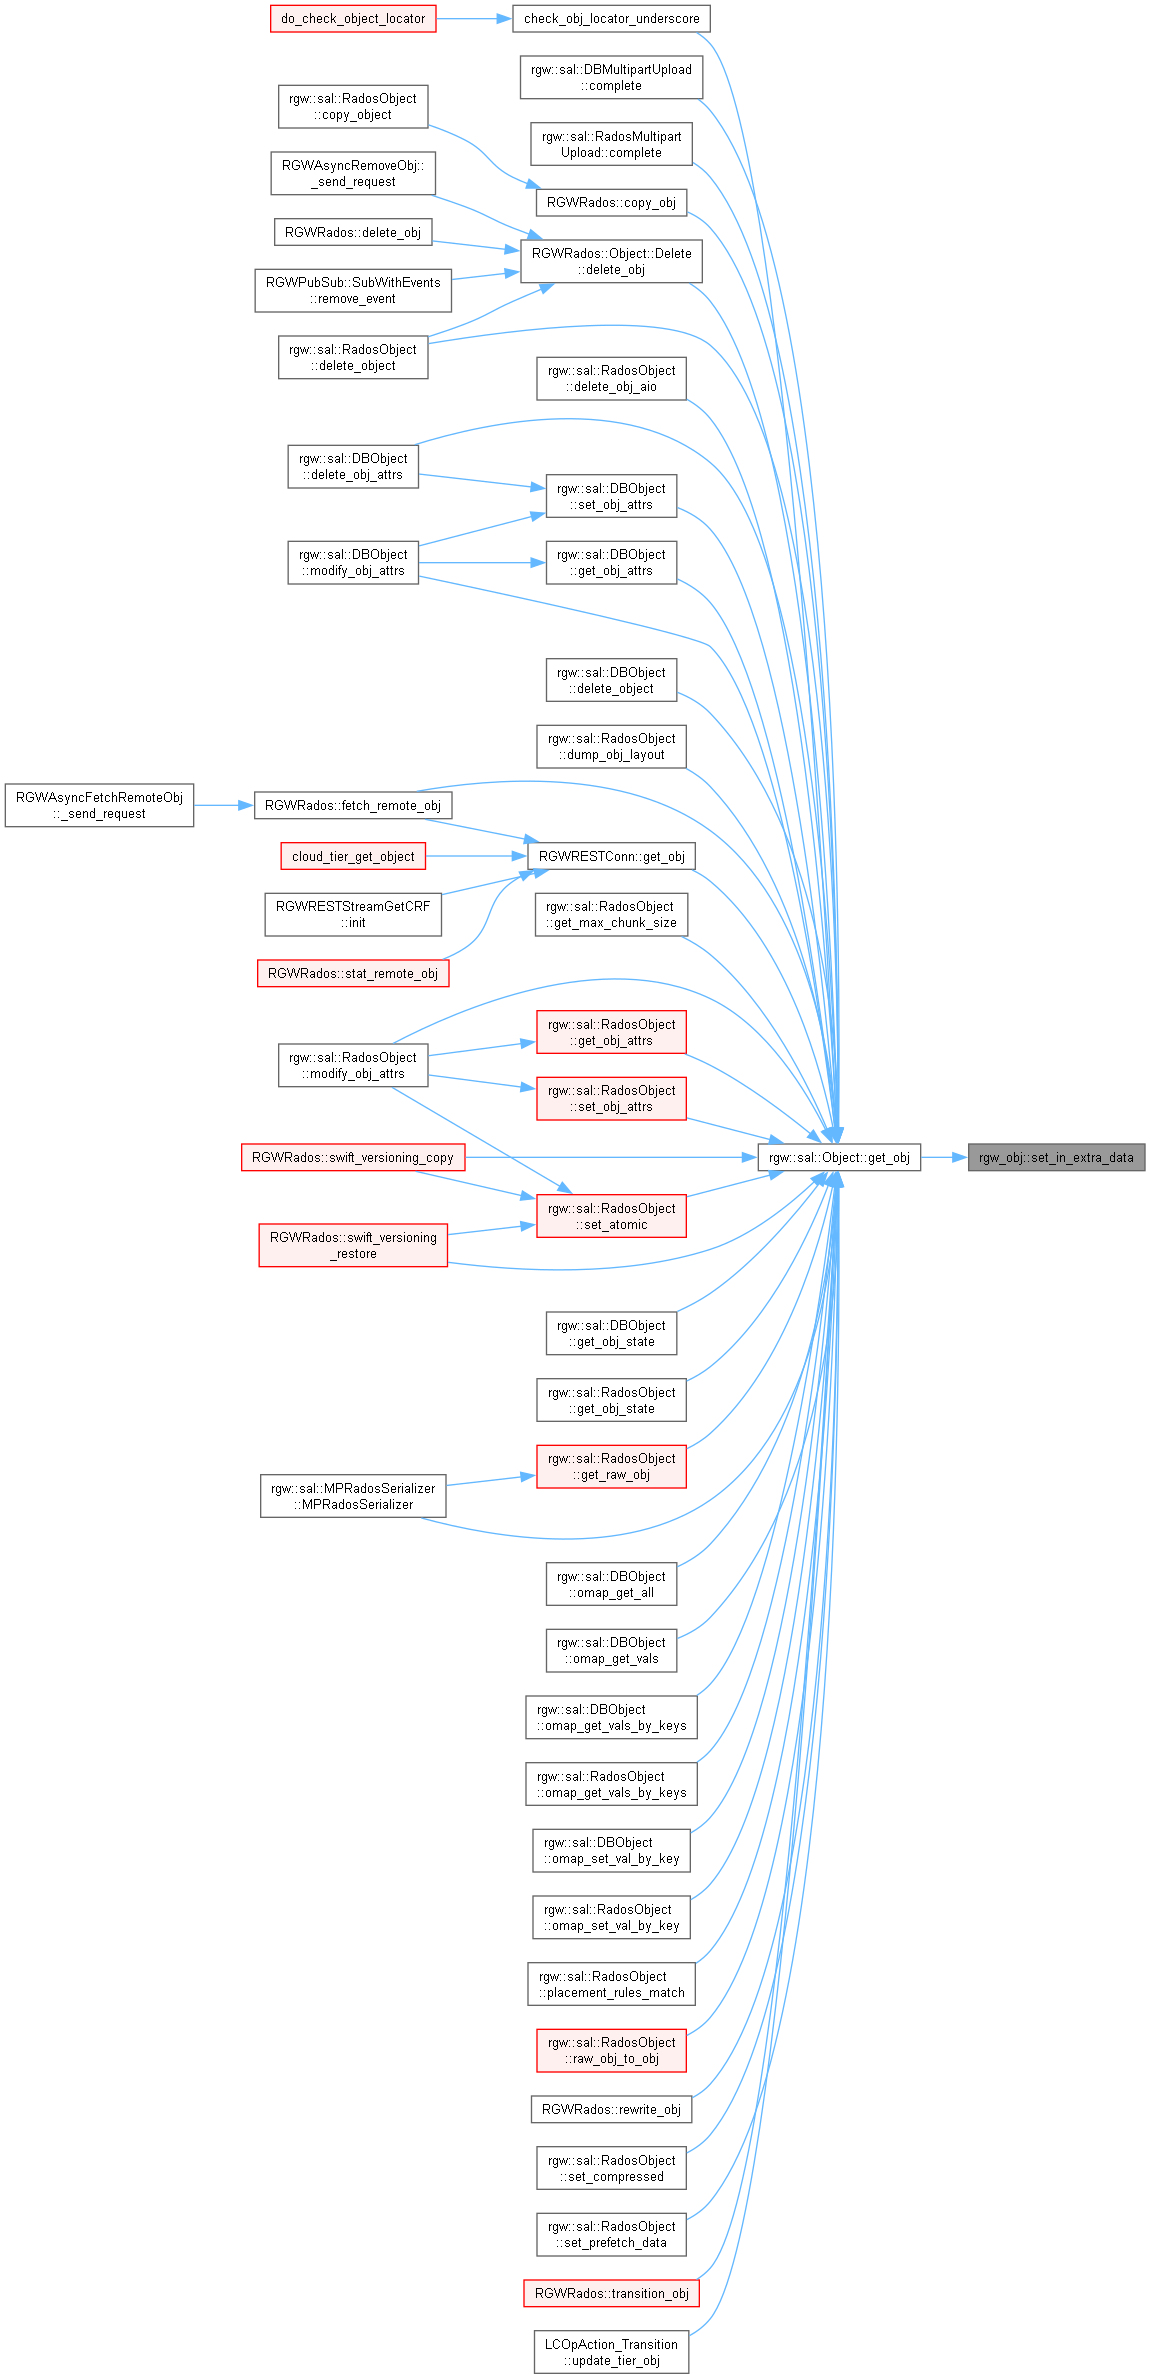 do_check_object_locator
check_obj_locator_underscore
rgw::sal::DBMultipartUpload
::complete
rgw::sal::RadosObject
::copy_object
rgw::sal::RadosMultipart
Upload::complete
RGWAsyncRemoveObj::
_send_request
RGWRados::copy_obj
RGWRados::delete_obj
RGWRados::Object::Delete
::delete_obj
RGWPubSub::SubWithEvents
::remove_event
rgw::sal::RadosObject
::delete_object
rgw::sal::RadosObject
::delete_obj_aio
rgw::sal::DBObject
::delete_obj_attrs
rgw::sal::DBObject
::set_obj_attrs
rgw::sal::DBObject
::modify_obj_attrs
rgw::sal::DBObject
::get_obj_attrs
rgw::sal::DBObject
::delete_object
rgw::sal::RadosObject
::dump_obj_layout
RGWAsyncFetchRemoteObj
::_send_request
RGWRados::fetch_remote_obj
cloud_tier_get_object
RGWRESTConn::get_obj
RGWRESTStreamGetCRF
::init
rgw::sal::RadosObject
::get_max_chunk_size
RGWRados::stat_remote_obj
rgw::sal::RadosObject
::get_obj_attrs
rgw::sal::RadosObject
::modify_obj_attrs
rgw::sal::RadosObject
::set_obj_attrs
RGWRados::swift_versioning_copy
rgw::sal::Object::get_obj
rgw_obj::set_in_extra_data
rgw::sal::RadosObject
::set_atomic
RGWRados::swift_versioning
_restore
rgw::sal::DBObject
::get_obj_state
rgw::sal::RadosObject
::get_obj_state
rgw::sal::RadosObject
::get_raw_obj
rgw::sal::MPRadosSerializer
::MPRadosSerializer
rgw::sal::DBObject
::omap_get_all
rgw::sal::DBObject
::omap_get_vals
rgw::sal::DBObject
::omap_get_vals_by_keys
rgw::sal::RadosObject
::omap_get_vals_by_keys
rgw::sal::DBObject
::omap_set_val_by_key
rgw::sal::RadosObject
::omap_set_val_by_key
rgw::sal::RadosObject
::placement_rules_match
rgw::sal::RadosObject
::raw_obj_to_obj
RGWRados::rewrite_obj
rgw::sal::RadosObject
::set_compressed
rgw::sal::RadosObject
::set_prefetch_data
RGWRados::transition_obj
LCOpAction_Transition
::update_tier_obj